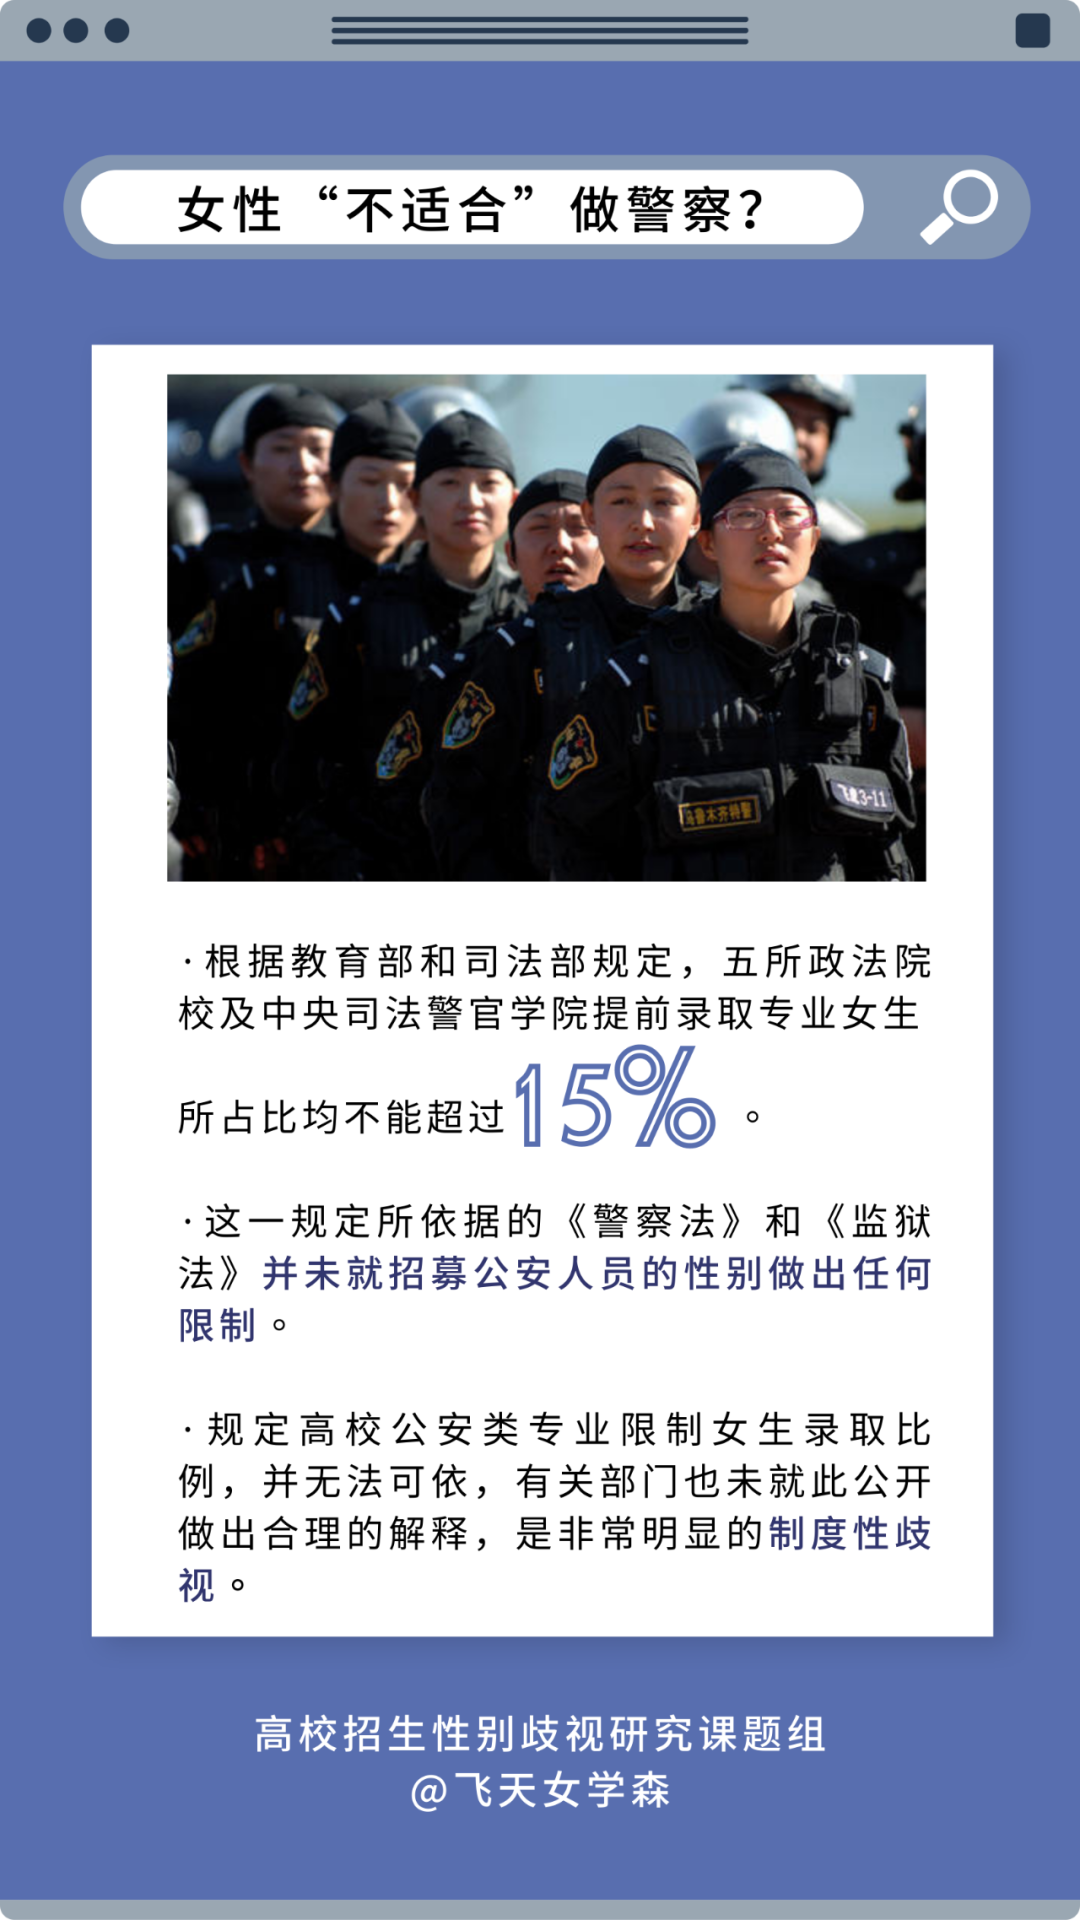 女性“不适合”做警察？
乌鲁木齐特警
3-11
·根据教育部和司法部规定，五所政法院
校及中央司法警官学院提前录取专业女生
所占比均不能超过15%。
·这一规定所依据的《警察法》和《监狱
法》并未就招募公安人员的性别做出任何
限制。
·规定高校公安类专业限制女生录取比
例，并无法可依，有关部门也未就此公开
做出合理的解释，是非常明显的制度性歧
视。
高校招生性别歧视研究课题组
@飞天女学森